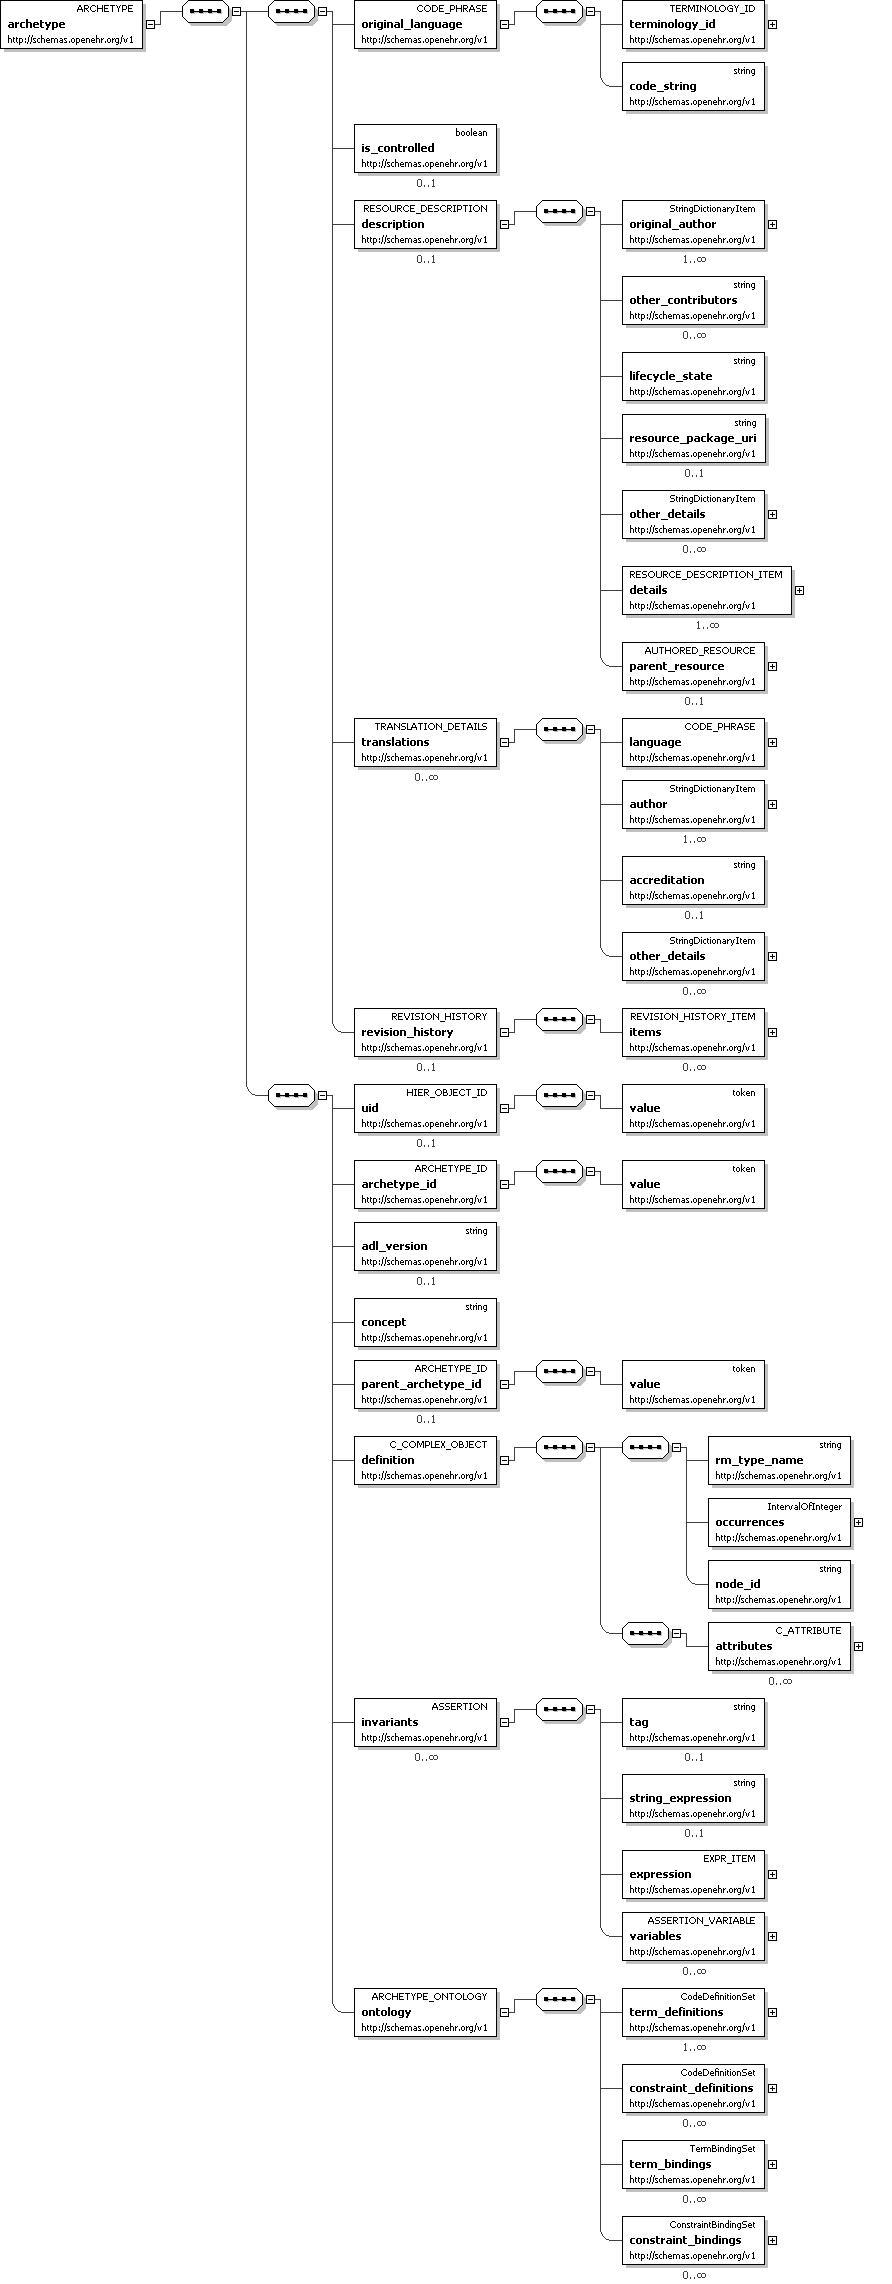 ARCHETYPE
archetype
http://schemas.openehr.org/v1
CODE_PHRASE
original_language
http://schemas.openehr.org/v1
TERMINOLOGY_ID
terminology_id
http://schemas.openehr.org/v1
string
code_string
http://schemas.openehr.org/v1
boolean
is_controlled
http://schemas.openehr.org/v1
0..1
RESOURCE_DESCRIPTION
description
http://schemas.openehr.org/v1
0..1
StringDictionaryItem
original_author
http://schemas.openehr.org/v1
1..∞
string
other_contributors
http://schemas.openehr.org/v1
0..∞
string
lifecycle_state
http://schemas.openehr.org/v1
string
resource_package_uri
http://schemas.openehr.org/v1
0..1
StringDictionaryItem
other_details
http://schemas.openehr.org/v1
0..∞
RESOURCE_DESCRIPTION_ITEM
details
http://schemas.openehr.org/v1
1..∞
AUTHORED_RESOURCE
parent_resource
http://schemas.openehr.org/v1
0..1
TRANSLATION_DETAILS
translations
http://schemas.openehr.org/v1
0..∞
CODE_PHRASE
language
http://schemas.openehr.org/v1
StringDictionaryItem
author
http://schemas.openehr.org/v1
1..∞
string
accreditation
http://schemas.openehr.org/v1
0..1
StringDictionaryItem
other_details
http://schemas.openehr.org/v1
0..∞
REVISION_HISTORY
revision_history
http://schemas.openehr.org/v1
0..1
REVISION_HISTORY_ITEM
items
http://schemas.openehr.org/v1
0..∞
HIER_OBJECT_ID
uid
http://schemas.openehr.org/v1
0..1
token
value
http://schemas.openehr.org/v1
ARCHETYPE_ID
archetype_id
http://schemas.openehr.org/v1
token
value
http://schemas.openehr.org/v1
string
adl_version
http://schemas.openehr.org/v1
0..1
string
concept
http://schemas.openehr.org/v1
ARCHETYPE_ID
parent_archetype_id
http://schemas.openehr.org/v1
0..1
token
value
http://schemas.openehr.org/v1
C_COMPLEX_OBJECT
definition
http://schemas.openehr.org/v1
string
rm_type_name
http://schemas.openehr.org/v1
IntervalOfInteger
occurrences
http://schemas.openehr.org/v1
string
node_id
http://schemas.openehr.org/v1
C_ATTRIBUTE
attributes
http://schemas.openehr.org/v1
0..∞
ASSERTION
invariants
http://schemas.openehr.org/v1
0..∞
string
tag
http://schemas.openehr.org/v1
0..1
string
string_expression
http://schemas.openehr.org/v1
0..1
EXPR_ITEM
expression
http://schemas.openehr.org/v1
ASSERTION_VARIABLE
variables
http://schemas.openehr.org/v1
0..∞
ARCHETYPE_ONTOLOGY
ontology
http://schemas.openehr.org/v1
CodeDefinitionSet
term_definitions
http://schemas.openehr.org/v1
1..∞
CodeDefinitionSet
constraint_definitions
http://schemas.openehr.org/v1
0..∞
TermBindingSet
term_bindings
http://schemas.openehr.org/v1
0..∞
ConstraintBindingSet
constraint_bindings
http://schemas.openehr.org/v1
0..∞